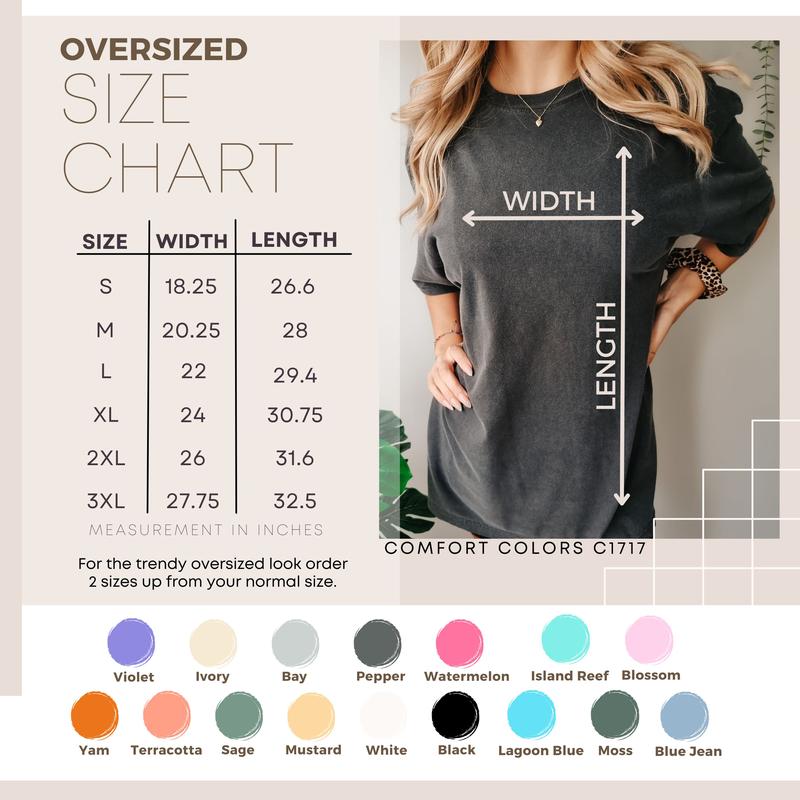 OVERSIZED
SIZE
CHART
SIZE WIDTH LENGTH
S 18.25 26.6
M 20.25 28
L 22 29.4
XL 24 30.75
2XL 26 31.6
3XL 27.75 32.5
MEASUREMENT IN INCHES
For the trendy oversized look order
2 sizes up from your normal size.
WIDTH
LENGTH
COMFORT COLORS C1717
Violet Ivory Bay Pepper Watermelon Island Reef Blossom
Yam Terracotta Sage Mustard White Black Lagoon Blue Moss Blue Jean